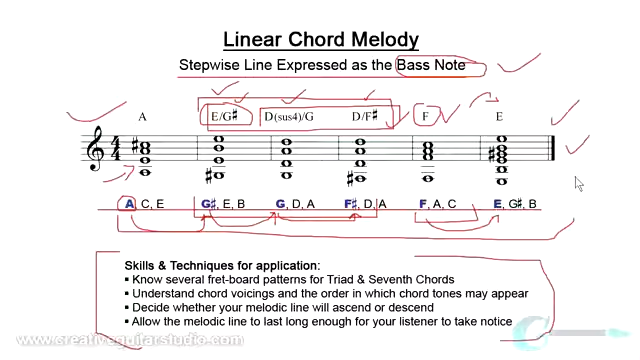 Linear Chord Melody
Stepwise Line Expressed as the Bass Note
A E/G♯ D(sus4)/G D/F♯ F E
4
4
A, C, E G♯, E, B G, D, A F♯, D, A F, A, C E, G♯, B
Skills & Techniques for application:
▪ Know several fret-board patterns for Triad & Seventh Chords
▪ Understand chord voicings and the order in which chord tones may appear
▪ Decide whether your melodic line will ascend or descend
▪ Allow the melodic line to last long enough for your listener to take notice
www.creativeguitarstudio.com